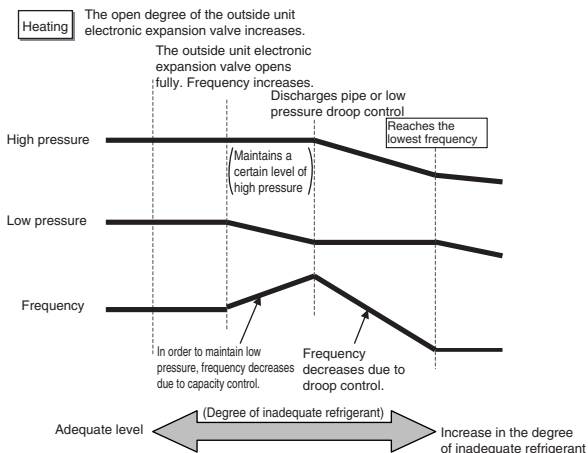 Heating
The open degree of the outside unit
electronic expansion valve increases.
The outside unit electronic
expansion valve opens
fully. Frequency increases.
Discharges pipe or low
pressure droop control
Reaches the
lowest frequency
High pressure
(Maintains a
certain level of
high pressure)
Low pressure
Frequency
In order to maintain low
pressure, frequency decreases
due to capacity control.
Frequency
decreases due to
droop control.
(Degree of inadequate refrigerant)
Adequate level
Increase in the degree
of inadequate refrigerant